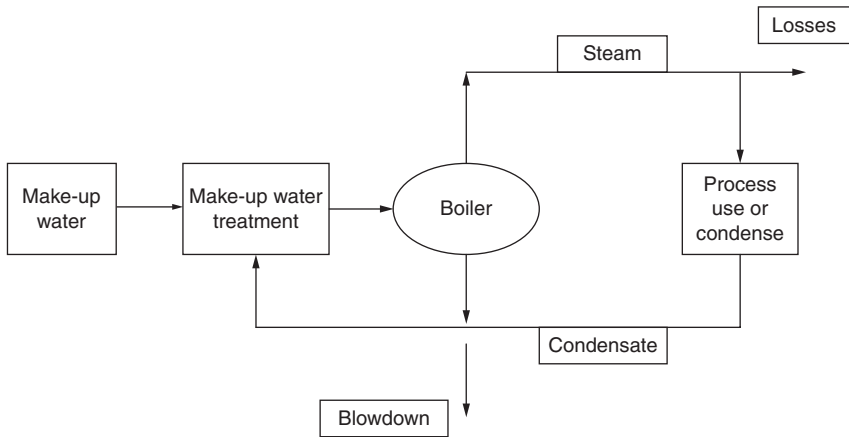 Losses
Steam
Make-up
water
Make-up water
treatment
Boiler
Process
use or
condense
Condensate
Blowdown